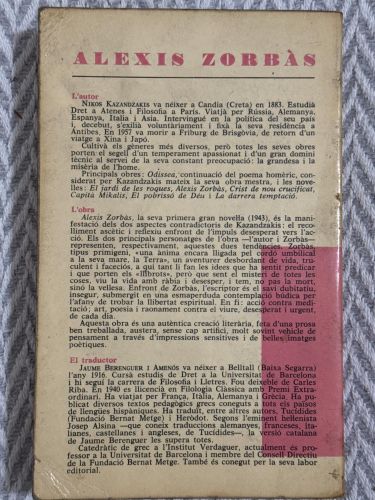 ALEXIS ZORBÀS
L'autor
NIKOS KAZANDZAKIS va néixer a Candia (Creta) en 1883. Estudià
Dret a Atenes i Filosofia a París. Viatjà per Rússia, Alemanya,
Espanya, Itàlia i Àsia. Intervingué en la política del seu país
i, decebut, s'exilià voluntàriament i fixà la seva residència a
Antibes. En 1957 va morir a Friburg de Brisgòvia, de retorn d'un
viatge a Xina i Japó.
Cultivà els gèneres més diversos, però totes les seves obres
porten el segell d'un temperament apassionat i d'un gran domini
tècnic al servei de la seva constant preocupació: la grandesa i la
misèria de l'home.
Principals obres: Odissea, continuació del poema homèric, con-
siderat per Kazandzakis mateix la seva obra mestra, i les nove-
lles: El jardí de les roques, Alexis Zorbàs, Crist de nou crucificat,
Capità Mikalis, El pobrissó de Déu i La darrera temptació.
L'obra
Alexis Zorbàs, la seva primera gran novel·la (1943), és la ma-
nifestació dels dos aspectes contradictoris de Kazandzakis: el reco-
lliment ascètic i reflexiu enfront de l'impuls desesperat vers l'ac-
ció. Els dos principals personatges de l'obra —l'autor i Zorbàs—
representen, respectivament, aquestes dues tendències. Zorbàs,
tipus primigeni, «una ànima encara lligada pel cordó umbilical
a la seva mare, la Terra», un aventurer desbordant de vida, tru-
culent i faceciós, a qui tant li fan les idees que ha sentit predicar
i que porten els «llibrots», però que sent el misteri de totes les
coses, viu la vida amb ràbia i desesper i tem, no pas la mort,
sinó la vellesa. Enfront de Zorbàs, l'escriptor és el savi dubitatiu,
insegur, submergit en una esmaperduda contemplació búdica per
l'afany de trobar la llibertat espiritual. En fi: acció contra medi-
tació; art, poesia i raonament contra el viure, desesperat i urgent,
de cada dia.
Aquesta obra és una autèntica creació literària, feta d'una prosa
ben treballada, austera, sense cap artifici, molt sovint vehicle de
pensament a través d'impressions sensitives i de belles imatges
poètiques.
El traductor
JAUME BERENGUER I AMENÓS va néixer a Belltall (Baixa Segarra)
l'any 1916. Cursà estudis de Dret a la Universitat de Barcelona
i hi seguí la carrera de Filosofia i Lletres. Fou deixeble de Carles
Riba. En 1940 es llicencià en Filologia Clàssica amb Premi Extra-
ordinari. Ha viatjat per França, Itàlia, Alemanya i Grècia. Ha pu-
blicat diversos textos pedagògics grecs coneguts a tots els països
de llengües hispàniques. Ha traduït, entre altres autors, Tucídides
(Fundació Bernat Metge) i Heròdot. Segons l'eminent hel·lenista
Josep Alsina —que coneix traduccions alemanyes, franceses, ita-
lianes, castellanes i angleses, de Tucídides—, la versió catalana
de Jaume Berenguer les supera totes.
Catedràtic de grec a l'Institut Verdaguer, actualment és pro-
fessor a la Universitat de Barcelona i membre del Consell Directiu
de la Fundació Bernat Metge. També és conegut per la seva labor
editorial.